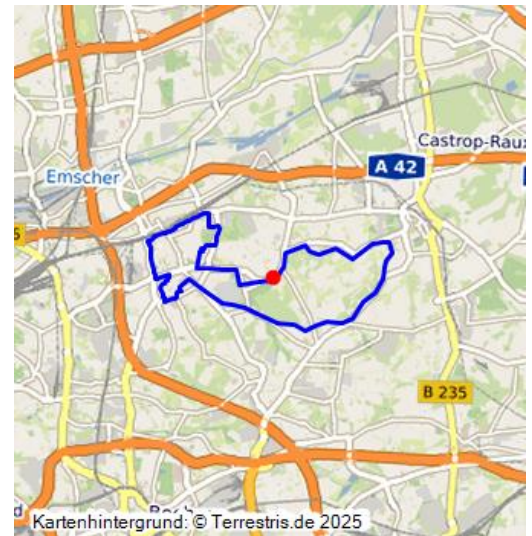 Castrop-Raux
A 42
Emscher
B 235
Kartenhintergrund: © Terrestris.de 2025